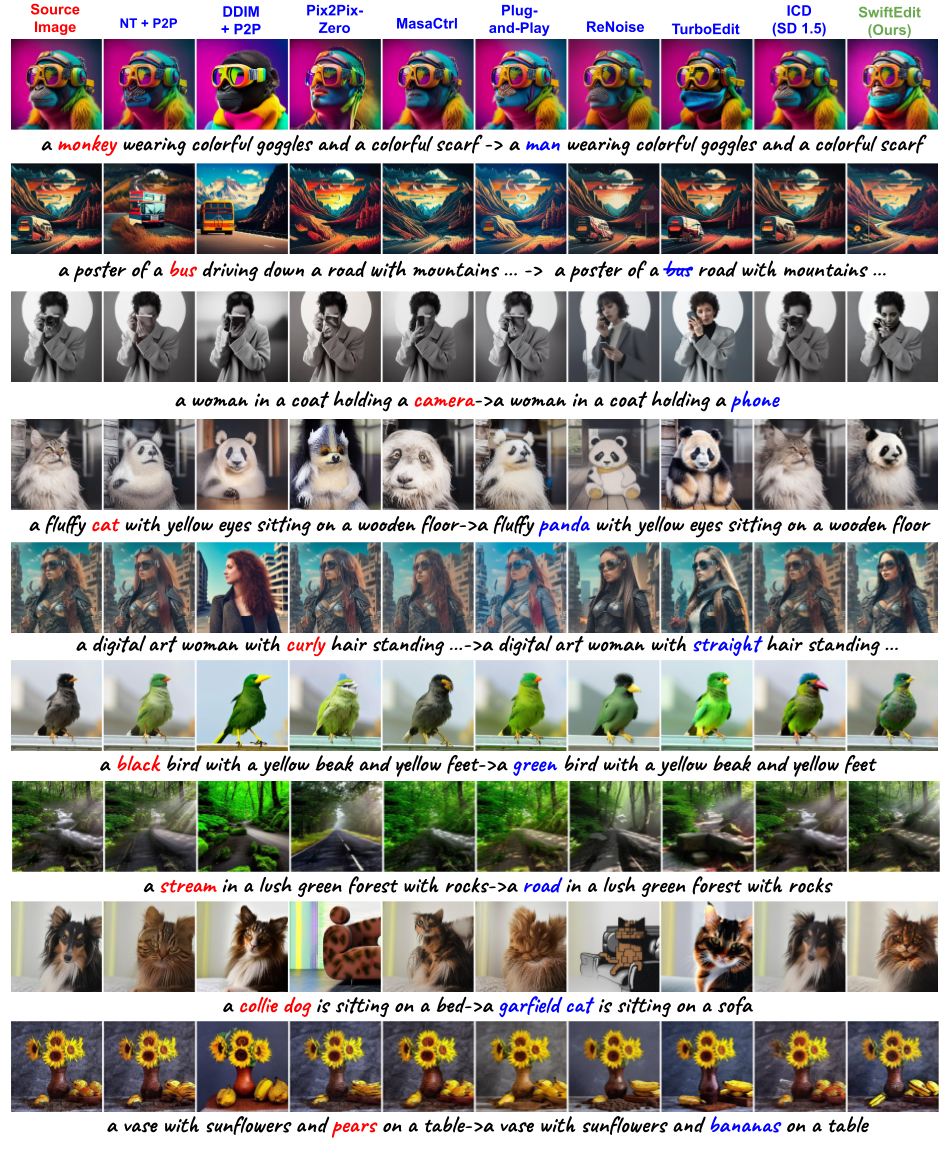 Source Image
NT + P2P
DDIM + P2P
Pix2Pix-Zero
MasaCtrl
Plug-and-Play
ReNoise
TurboEdit
ICD (SD 1.5)
SwiftEdit (Ours)
a monkey wearing colorful goggles and a colorful scarf -> a man wearing colorful goggles and a colorful scarf
a poster of a bus driving down a road with mountains ... -> a poster of a bus road with mountains ...
a woman in a coat holding a camera->a woman in a coat holding a phone
a fluffy cat with yellow eyes sitting on a wooden floor->a fluffy panda with yellow eyes sitting on a wooden floor
a digital art woman with curly hair standing ...->a digital art woman with straight hair standing ...
a black bird with a yellow beak and yellow feet->a green bird with a yellow beak and yellow feet
a stream in a lush green forest with rocks->a road in a lush green forest with rocks
a collie dog is sitting on a bed->a garfield cat is sitting on a sofa
a vase with sunflowers and pears on a table->a vase with sunflowers and bananas on a table